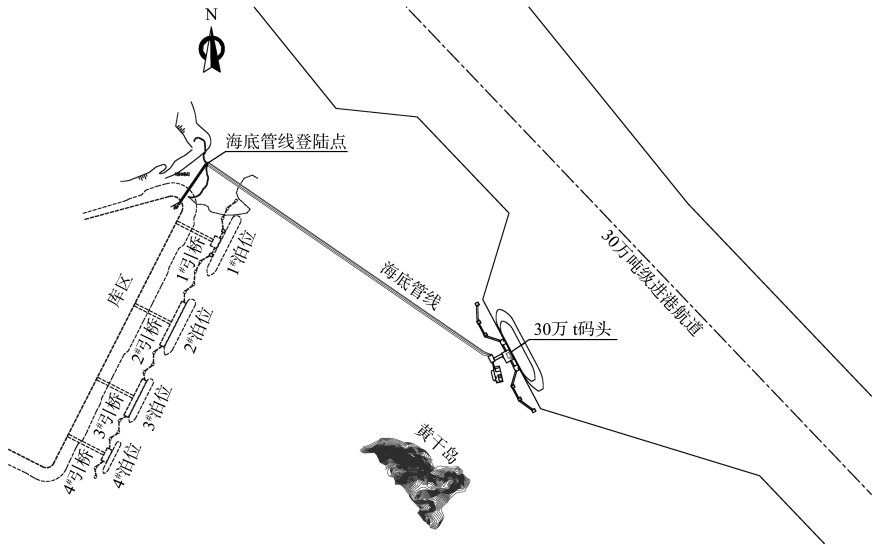 N
海底管线登陆点
1#引桥
1#泊位
海底管线
30万吨级进港航道
库区
2#引桥
2#泊位
30万 t码头
3#引桥
3#泊位
黄干岛
4#引桥
4#泊位